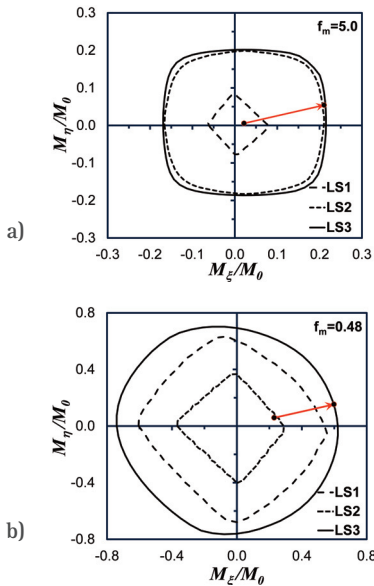 a)
f_m=5.0
M_η/M_0
0.3
0.2
0.1
0.0
-0.1
-0.2
-0.3
-0.3 -0.2 -0.1 0.0 0.1 0.2 0.3
LS1
LS2
LS3
M_ξ/M_0
b)
f_m=0.48
M_η/M_0
0.8
0.4
0.0
-0.4
-0.8
-0.8 -0.4 0.0 0.4 0.8
LS1
LS2
LS3
M_ξ/M_0